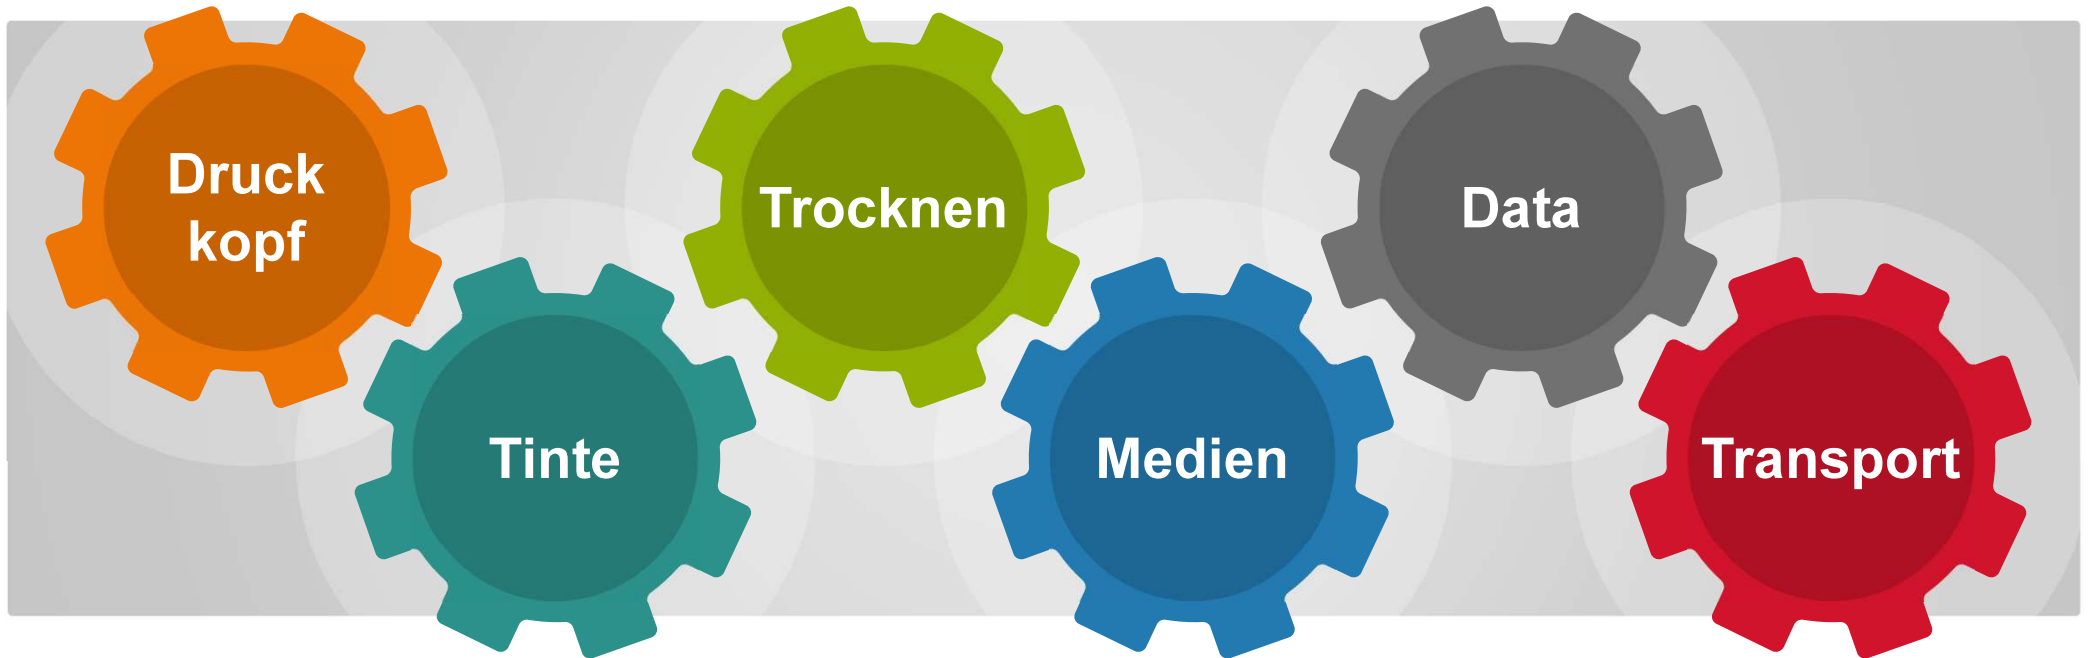 Druck
kopf
Tinte
Trocknen
Medien
Data
Transport